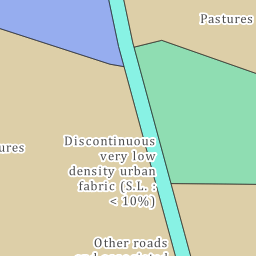 Pastures
ures
Discontinuous
very low
density urban
fabric (S.L. :
< 10%)
Other roads